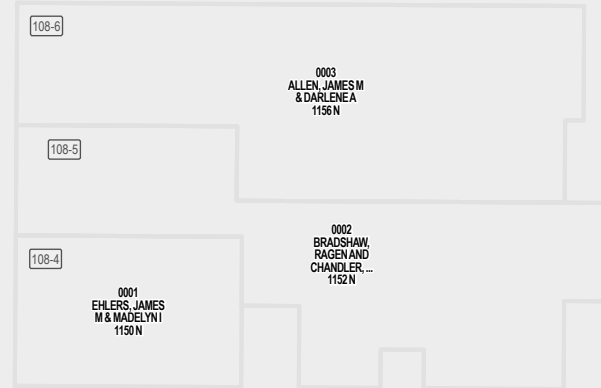 108-6
0003
ALLEN, JAMES M
& DARLENE A
1156 N
108-5
0002
BRADSHAW,
RAGEN AND
CHANDLER, ...
1152 N
108-4
0001
EHLERS, JAMES
M & MADELYN I
1150 N